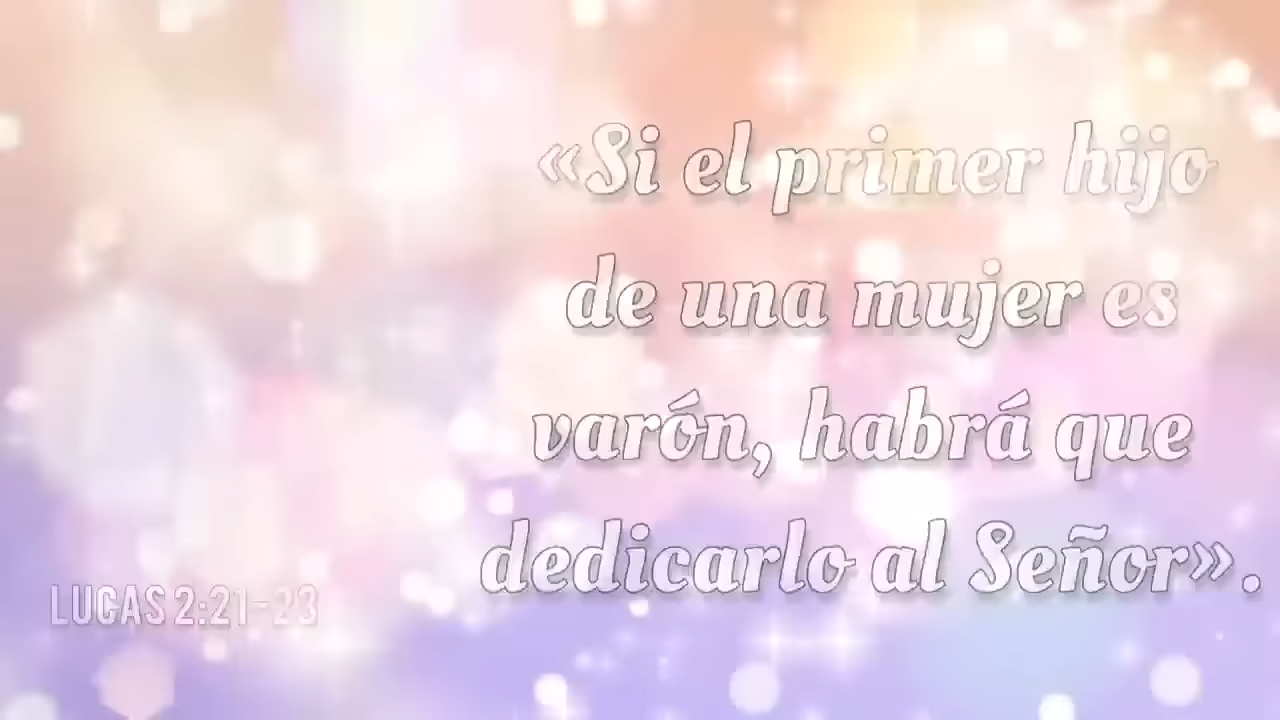 «Si el primer hijo
de una mujer es
varón, habrá que
dedicarlo al Señor».
LUCAS 2:21-23